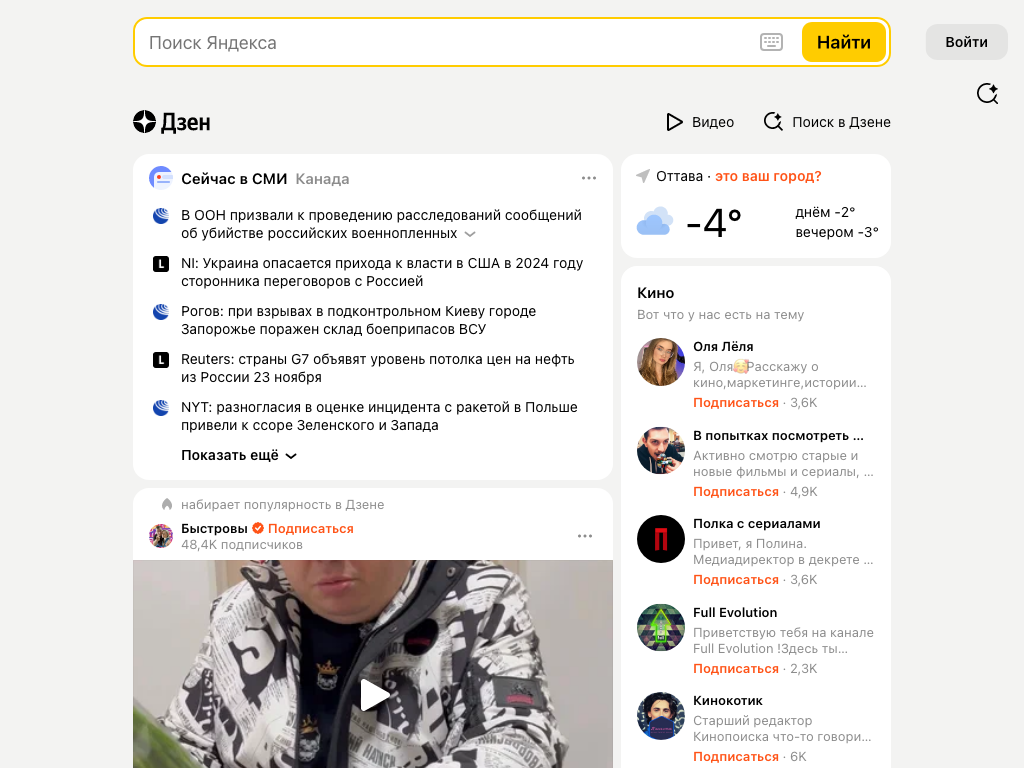 Поиск Яндекса
Найти
Войти
Дзен
Видео
Поиск в Дзене
Сейчас в СМИ Канада
В ООН призвали к проведению расследований сообщений
об убийстве российских военнопленных
NI: Украина опасается прихода к власти в США в 2024 году
сторонника переговоров с Россией
Рогов: при взрывах в подконтрольном Киеву городе
Запорожье поражен склад боеприпасов ВСУ
Reuters: страны G7 объявят уровень потолка цен на нефть
из России 23 ноября
NYT: разногласия в оценке инцидента с ракетой в Польше
привели к ссоре Зеленского и Запада
Показать ещё
набирает популярность в Дзене
Быстровы Подписаться
48,4K подписчиков
Оттава · это ваш город?
-4°
днём -2°
вечером -3°
Кино
Вот что у нас есть на тему
Оля Лёля
Я, Оля🥰Расскажу о
кино,маркетинге,истории...
Подписаться · 3,6K
В попытках посмотреть ...
Активно смотрю старые и
новые фильмы и сериалы, ...
Подписаться · 4,9K
Полка с сериалами
Привет, я Полина.
Медиадиректор в декрете ...
Подписаться · 3,6K
Full Evolution
Приветствую тебя на канале
Full Evolution !Здесь ты...
Подписаться · 2,3K
Кинокотик
Старший редактор
Кинопоиска что-то говори...
Подписаться · 6K